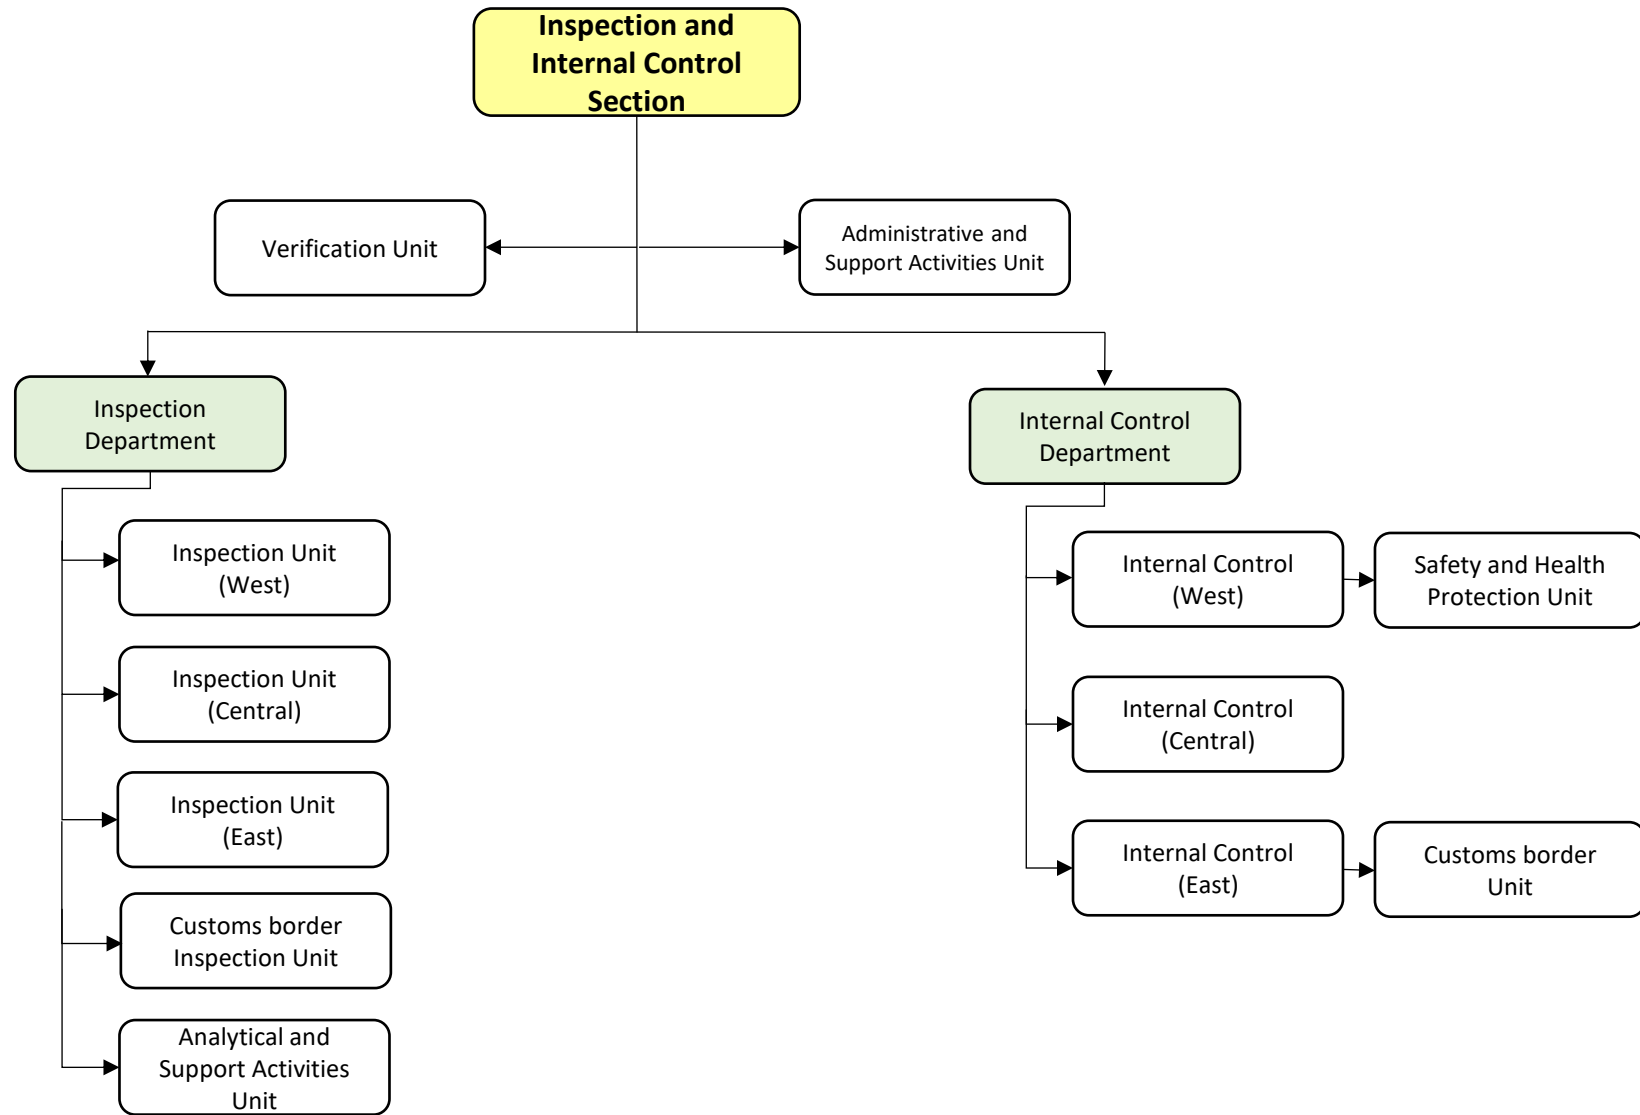 Inspection and
Internal Control
Section
Verification Unit
Administrative and
Support Activities Unit
Inspection
Department
Internal Control
Department
Inspection Unit
(West)
Inspection Unit
(Central)
Inspection Unit
(East)
Customs border
Inspection Unit
Analytical and
Support Activities
Unit
Internal Control
(West)
Safety and Health
Protection Unit
Internal Control
(Central)
Internal Control
(East)
Customs border
Unit